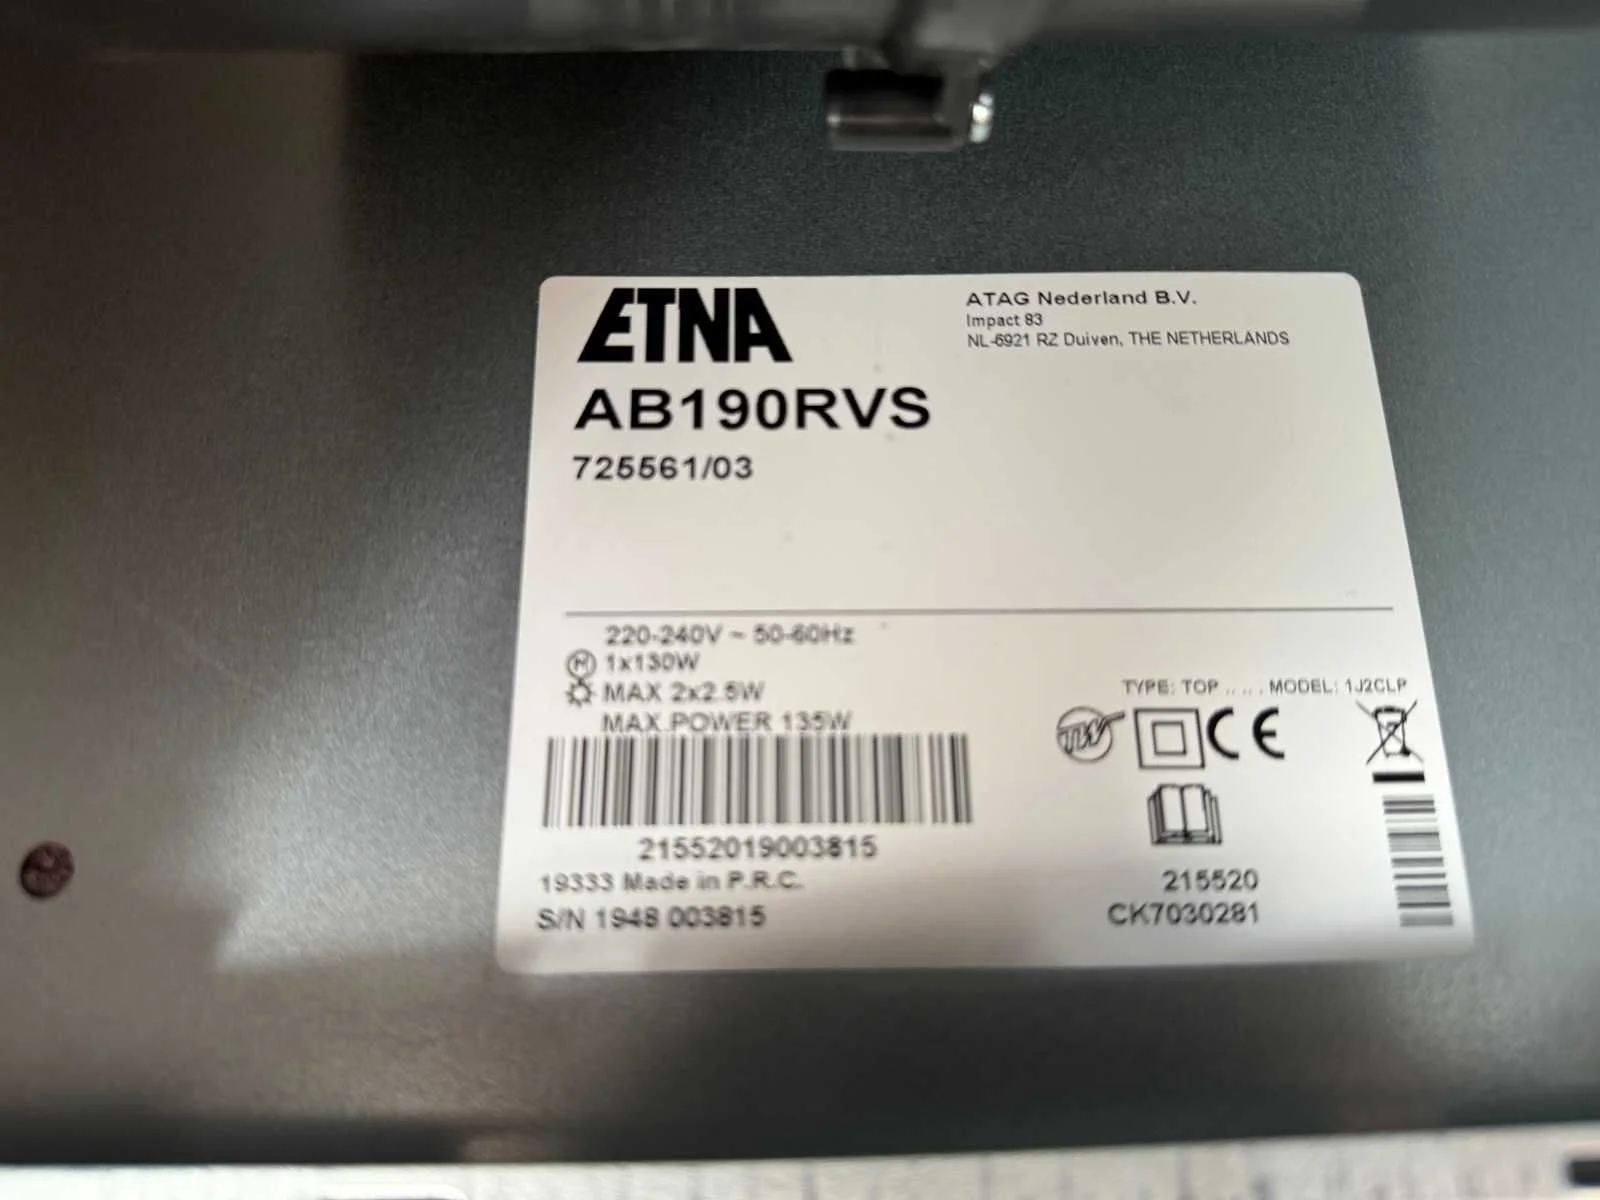 ETNA
AB190RVS
725561/03
ATAG Nederland B.V.
Impact 83
NL-6921 RZ Duiven, THE NETHERLANDS
220-240V ~ 50-60Hz
M 1x130W
MAX 2x2.5W
MAX.POWER 135W
TYPE: TOP ..... MODEL: 1J2CLP
TW CE
21552019003815
19333 Made in P.R.C.
S/N 1948 003815
215520
CK7030281